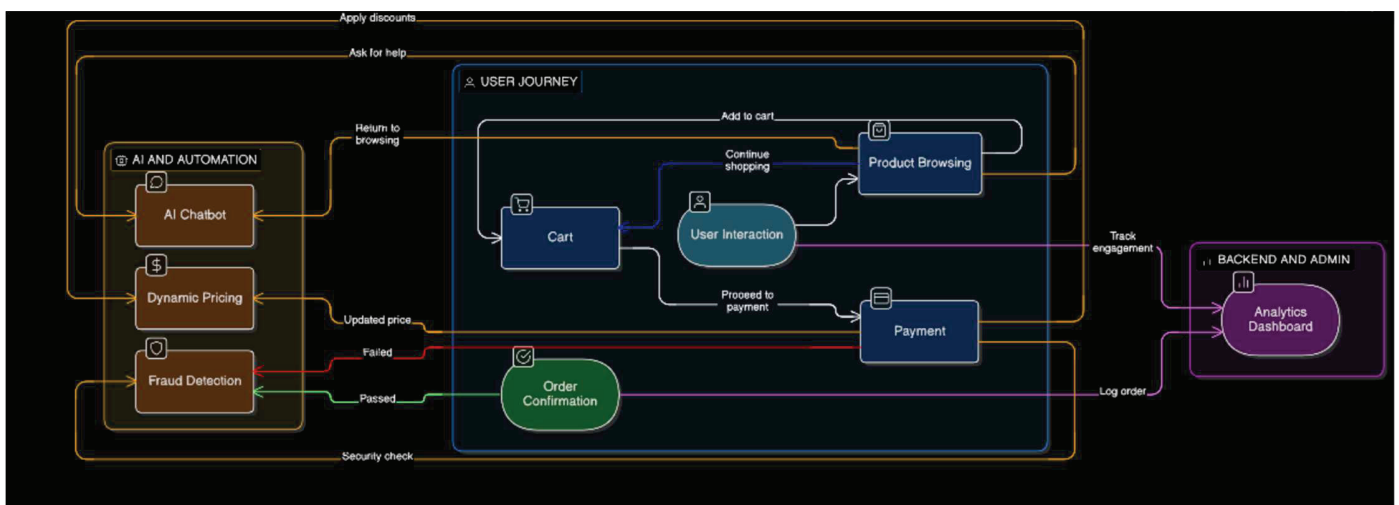 Apply discounts
Ask for help
USER JOURNEY
Add to cart
Return to
browsing
Continue
shopping
Product Browsing
AI AND AUTOMATION
AI Chatbot
Cart
User Interaction
Track
engagement
BACKEND AND ADMIN
Dynamic Pricing
Proceed to
payment
Analytics
Dashboard
Updated price
Payment
Failed
Fraud Detection
Order
Confirmation
Passed
Log order
Security check